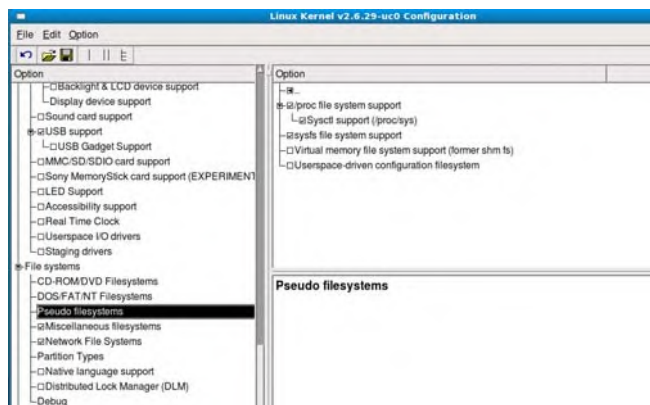 Linux Kernel v2.6.29-uc0 Configuration
File Edit Option
Option
Backlight & LCD device support
Display device support
Sound card support
USB support
USB Gadget Support
MMC/SD/SDIO card support
Sony MemoryStick card support (EXPERIMENT
LED Support
Accessibility support
Real Time Clock
Userspace I/O drivers
Staging drivers
File systems
CD-ROM/DVD Filesystems
DOS/FAT/NT Filesystems
Pseudo filesystems
Miscellaneous filesystems
Network File Systems
Partition Types
Native language support
Distributed Lock Manager (DLM)
Debug
Option
..
/proc file system support
Sysctl support (/proc/sys)
sysfs file system support
Virtual memory file system support (former shm fs)
Userspace-driven configuration filesystem
Pseudo filesystems